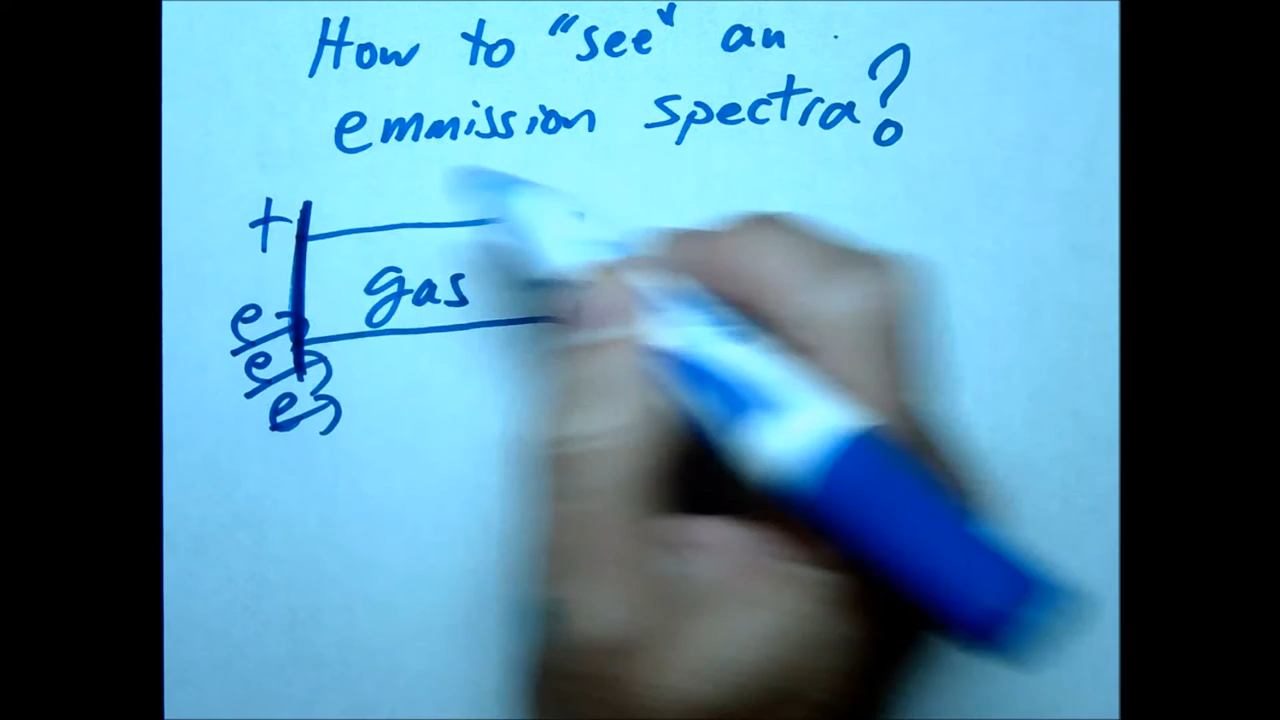 How to "see" an
emmission spectra?
+
gas
e
e
e